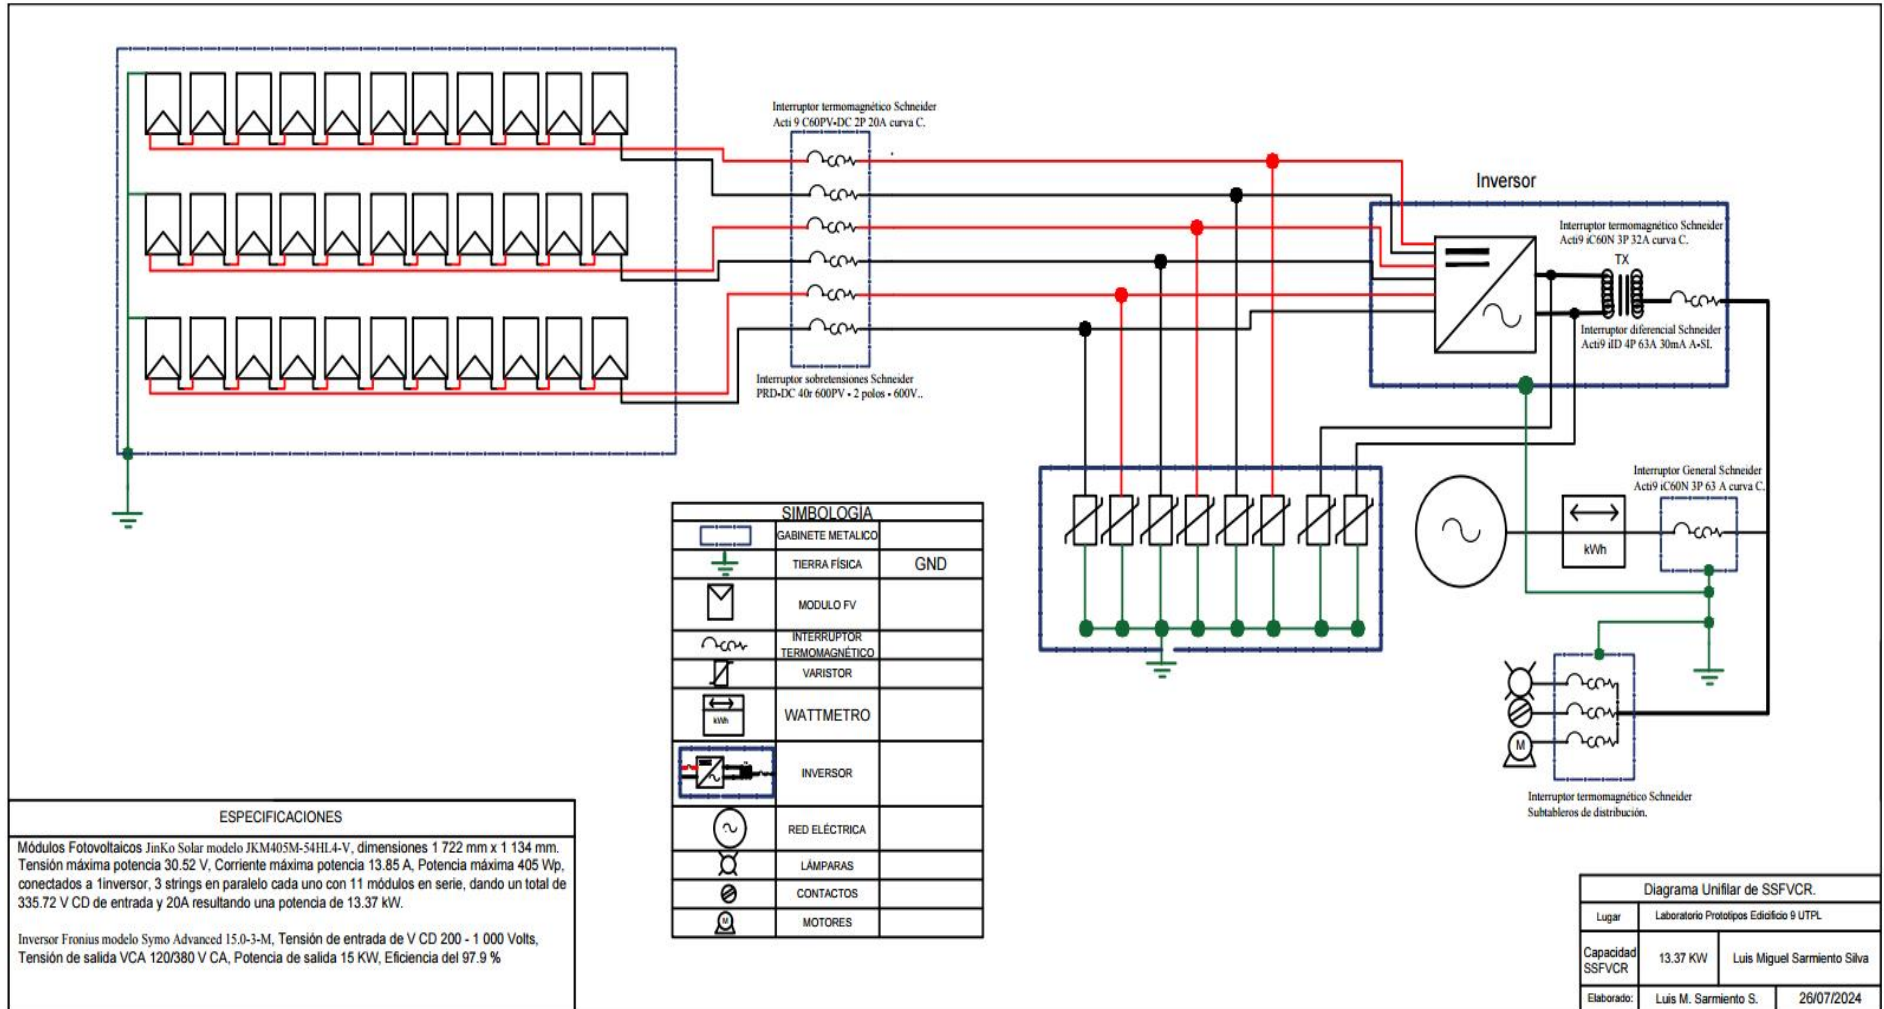 Interruptor termomagnético Schneider
Acti 9 C60PV-DC 2P 20A curva C.
Interruptor sobretensiones Schneider
PRD-DC 40r 600PV - 2 polos - 600V..
Inversor
Interruptor termomagnético Schneider
Acti9 iC60N 3P 32A curva C.
TX
Interruptor diferencial Schneider
Acti9 iID 4P 63A 30mA A-SI.
Interruptor General Schneider
Acti9 iC60N 3P 63 A curva C.
kWh
M
Interruptor termomagnético Schneider
Subtableros de distribución.
SIMBOLOGÍA
GABINETE METALICO
TIERRA FÍSICA GND
MODULO FV
INTERRUPTOR
TERMOMAGNÉTICO
VARISTOR
kWh
WATTMETRO
INVERSOR
RED ELÉCTRICA
LÁMPARAS
CONTACTOS
M
MOTORES
ESPECIFICACIONES
Módulos Fotovoltaicos JinKo Solar modelo JKM405M-54HL4-V, dimensiones 1 722 mm x 1 134 mm.
Tensión máxima potencia 30.52 V, Corriente máxima potencia 13.85 A, Potencia máxima 405 Wp,
conectados a 1inversor, 3 strings en paralelo cada uno con 11 módulos en serie, dando un total de
335.72 V CD de entrada y 20A resultando una potencia de 13.37 kW.
Inversor Fronius modelo Symo Advanced 15.0-3-M, Tensión de entrada de V CD 200 - 1 000 Volts,
Tensión de salida VCA 120/380 V CA, Potencia de salida 15 KW, Eficiencia del 97.9 %
Diagrama Unifilar de SSFVCR.
Lugar Laboratorio Prototipos Edicificio 9 UTPL
Capacidad
SSFVCR
13.37 KW Luis Miguel Sarmiento Silva
Elaborado: Luis M. Sarmiento S. 26/07/2024